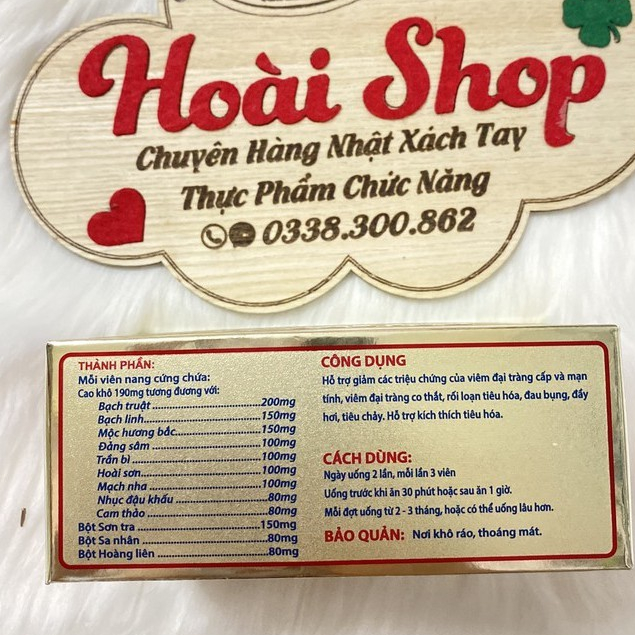 Hoài Shop
Chuyên Hàng Nhật Xách Tay
Thực Phẩm Chức Năng
0338.300.862
THÀNH PHẦN:
Mỗi viên nang cứng chứa:
Cao khô 190mg tương đương với:
Bạch truật ........................200mg
Bạch linh........................150mg
Mộc hương bắc........................150mg
Đảng sâm ........................100mg
Trần bì ........................100mg
Hoài sơn........................100mg
Mạch nha ........................100mg
Nhục đậu khấu ........................80mg
Cam thảo ........................80mg
Bột Sơn tra ........................150mg
Bột Sa nhân ........................80mg
Bột Hoàng liên ........................80mg
CÔNG DỤNG
Hỗ trợ giảm các triệu chứng của viêm đại tràng cấp và mạn
tính, viêm đại tràng co thắt, rối loạn tiêu hóa, đau bụng, đầy
hơi, tiêu chảy. Hỗ trợ kích thích tiêu hóa.
CÁCH DÙNG:
Ngày uống 2 lần, mỗi lần 3 viên
Uống trước khi ăn 30 phút hoặc sau ăn 1 giờ.
Mỗi đợt uống từ 2 - 3 tháng, hoặc có thể uống lâu hơn.
BẢO QUẢN: Nơi khô ráo, thoáng mát.